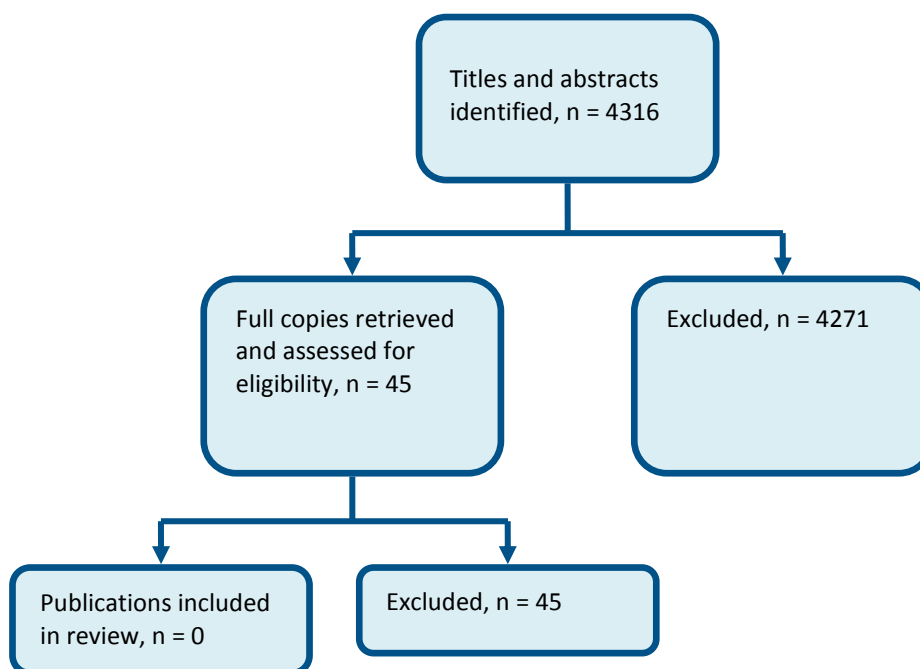 Titles and abstracts
identified, n = 4316
Full copies retrieved
and assessed for
eligibility, n = 45
Excluded, n = 4271
Publications included
in review, n = 0
Excluded, n = 45